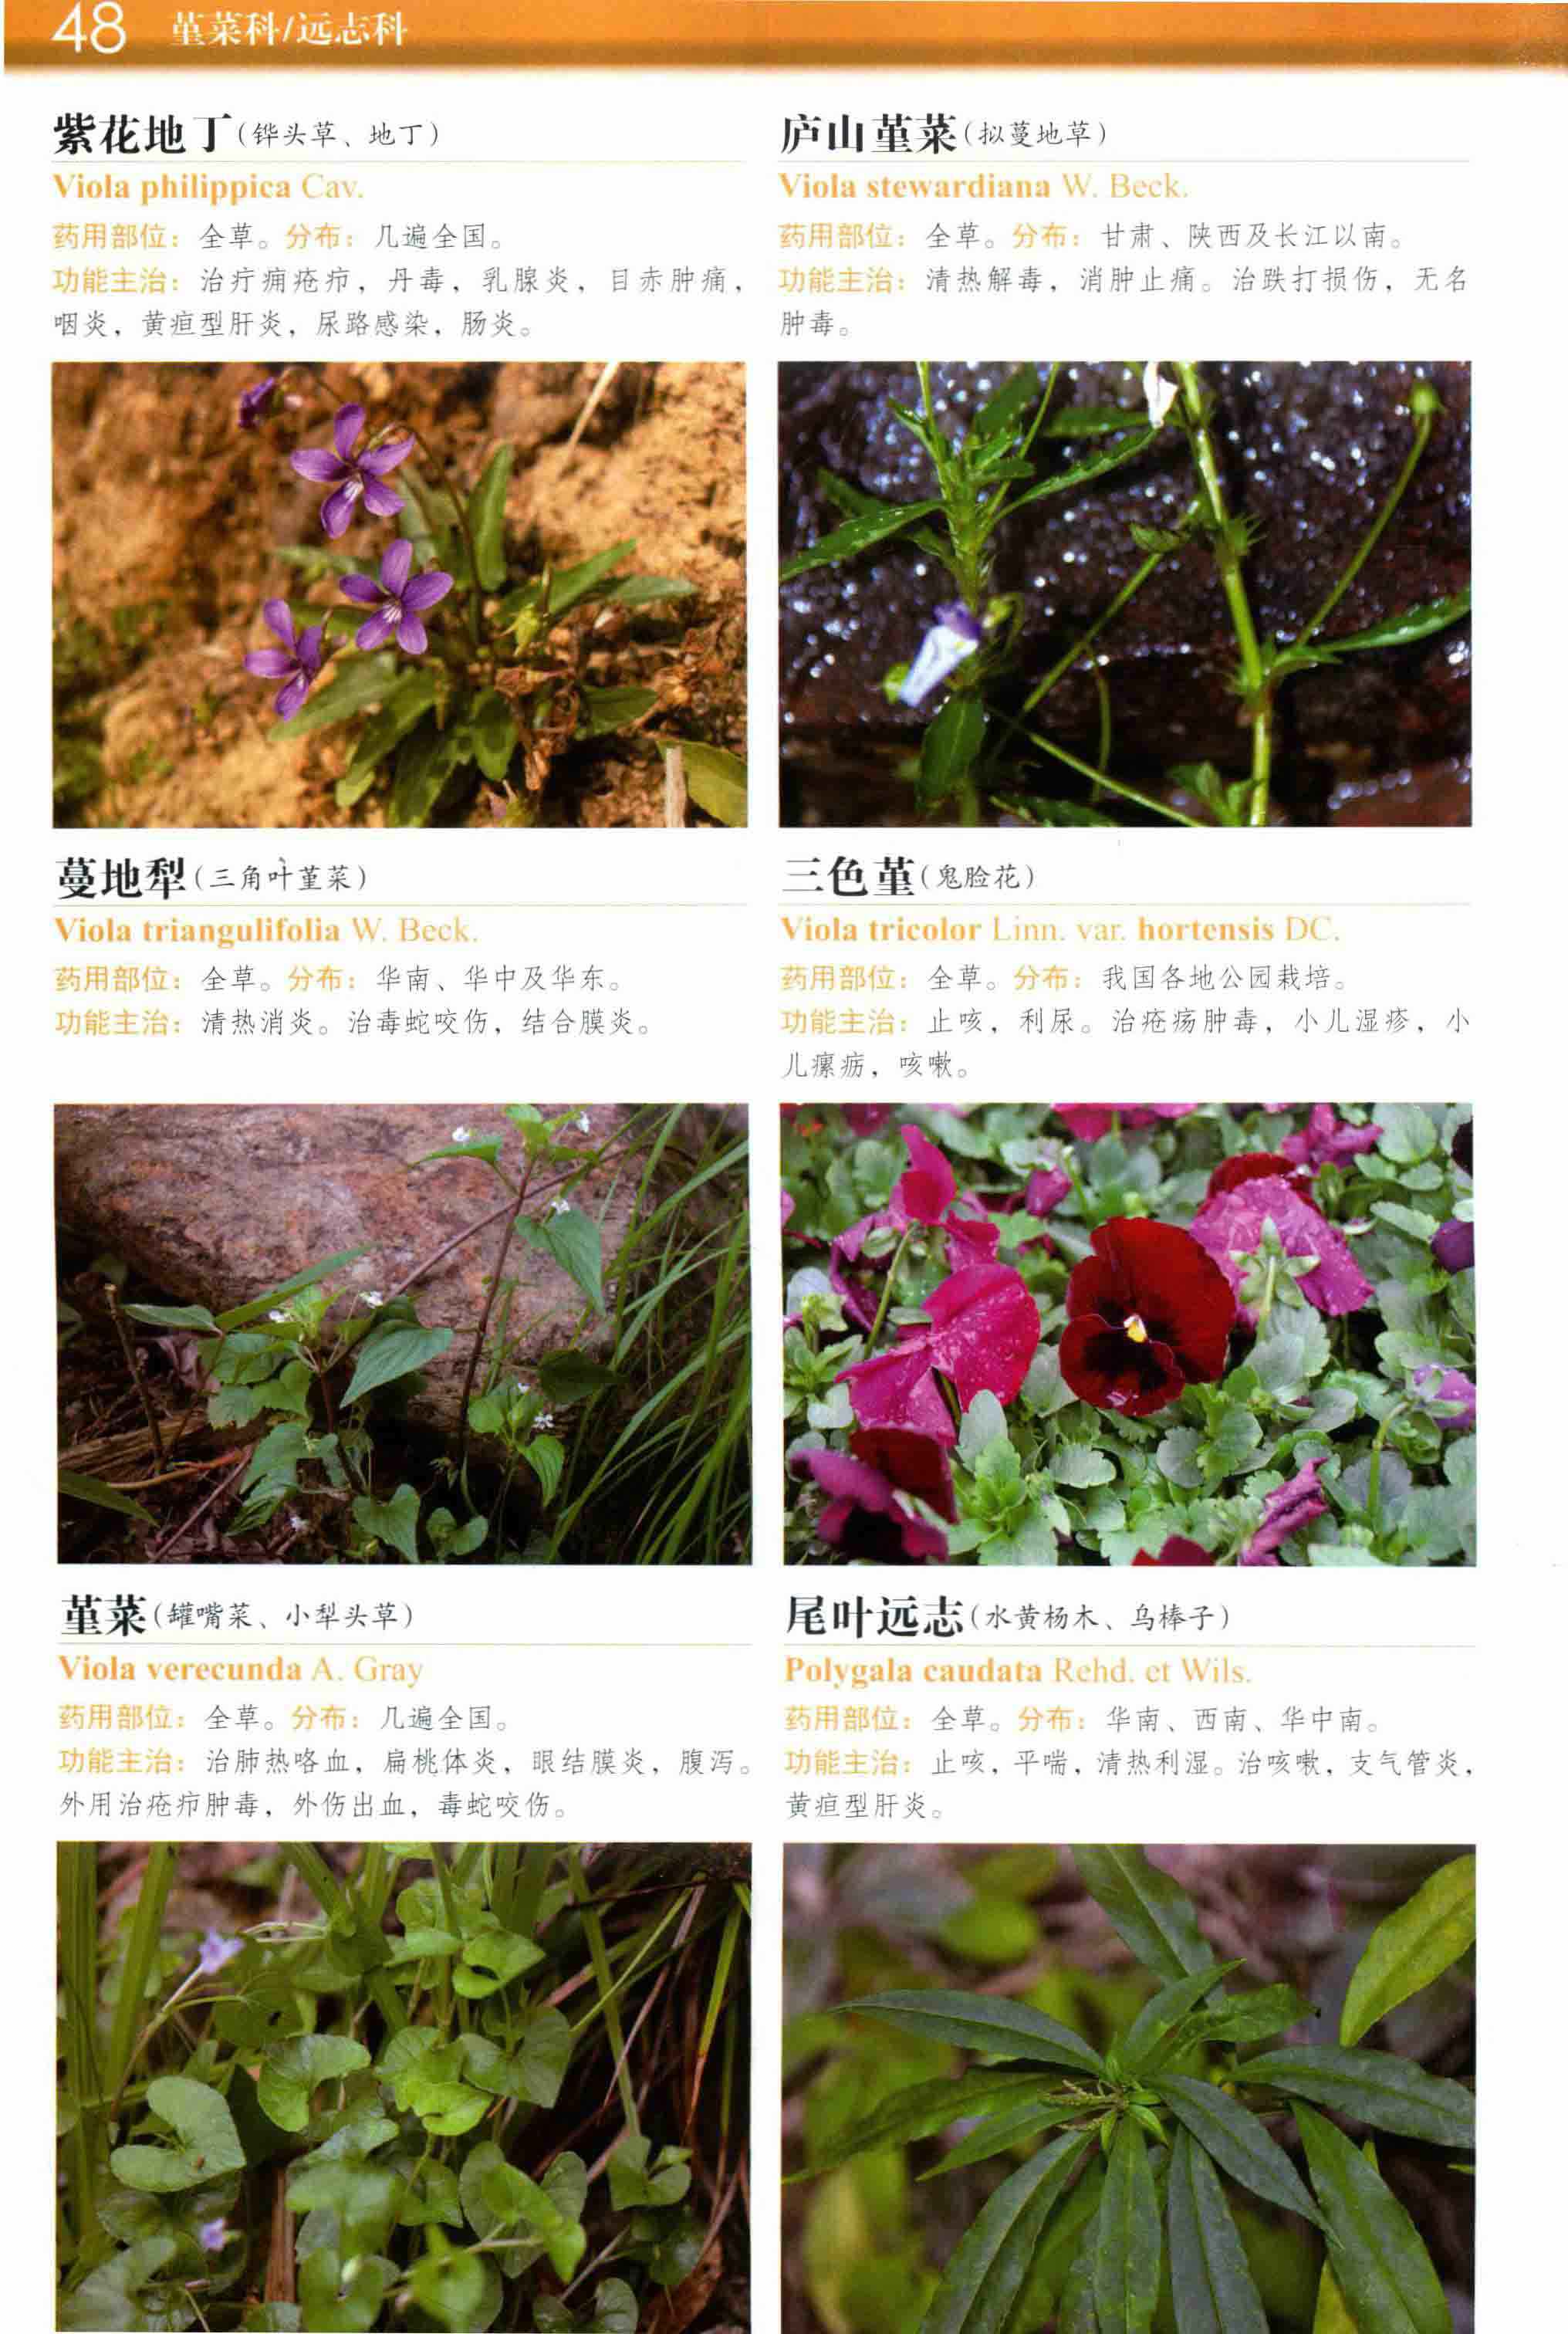 48 堇菜科/远志科
紫花地丁(铧头草、地丁)
Viola philippica Cav.
药用部位：全草。分布：几遍全国。
功能主治：治疗痈疮疖，丹毒，乳腺炎，目赤肿痛，
咽炎，黄疸型肝炎，尿路感染，肠炎。
庐山堇菜(拟蔓地草)
Viola stewardiana W. Beck.
药用部位：全草。分布：甘肃、陕西及长江以南。
功能主治：清热解毒，消肿止痛。治跌打损伤，无名
肿毒。
蔓地犁(三角叶堇菜)
Viola triangulifolia W. Beck.
药用部位：全草。分布：华南、华中及华东。
功能主治：清热消炎。治毒蛇咬伤，结合膜炎。
三色堇(鬼脸花)
Viola tricolor Linn. var. hortensis DC.
药用部位：全草。分布：我国各地公园栽培。
功能主治：止咳，利尿。治疮疡肿毒，小儿湿疹，小
儿瘰疬，咳嗽。
堇菜(罐嘴菜、小犁头草)
Viola verecunda A. Gray
药用部位：全草。分布：几遍全国。
功能主治：治肺热咯血，扁桃体炎，眼结膜炎，腹泻。
外用治疮疖肿毒，外伤出血，毒蛇咬伤。
尾叶远志(水黄杨木、乌棒子)
Polygala caudata Rehd. et Wils.
药用部位：全草。分布：华南、西南、华中南。
功能主治：止咳，平喘，清热利湿。治咳嗽，支气管炎，
黄疸型肝炎。